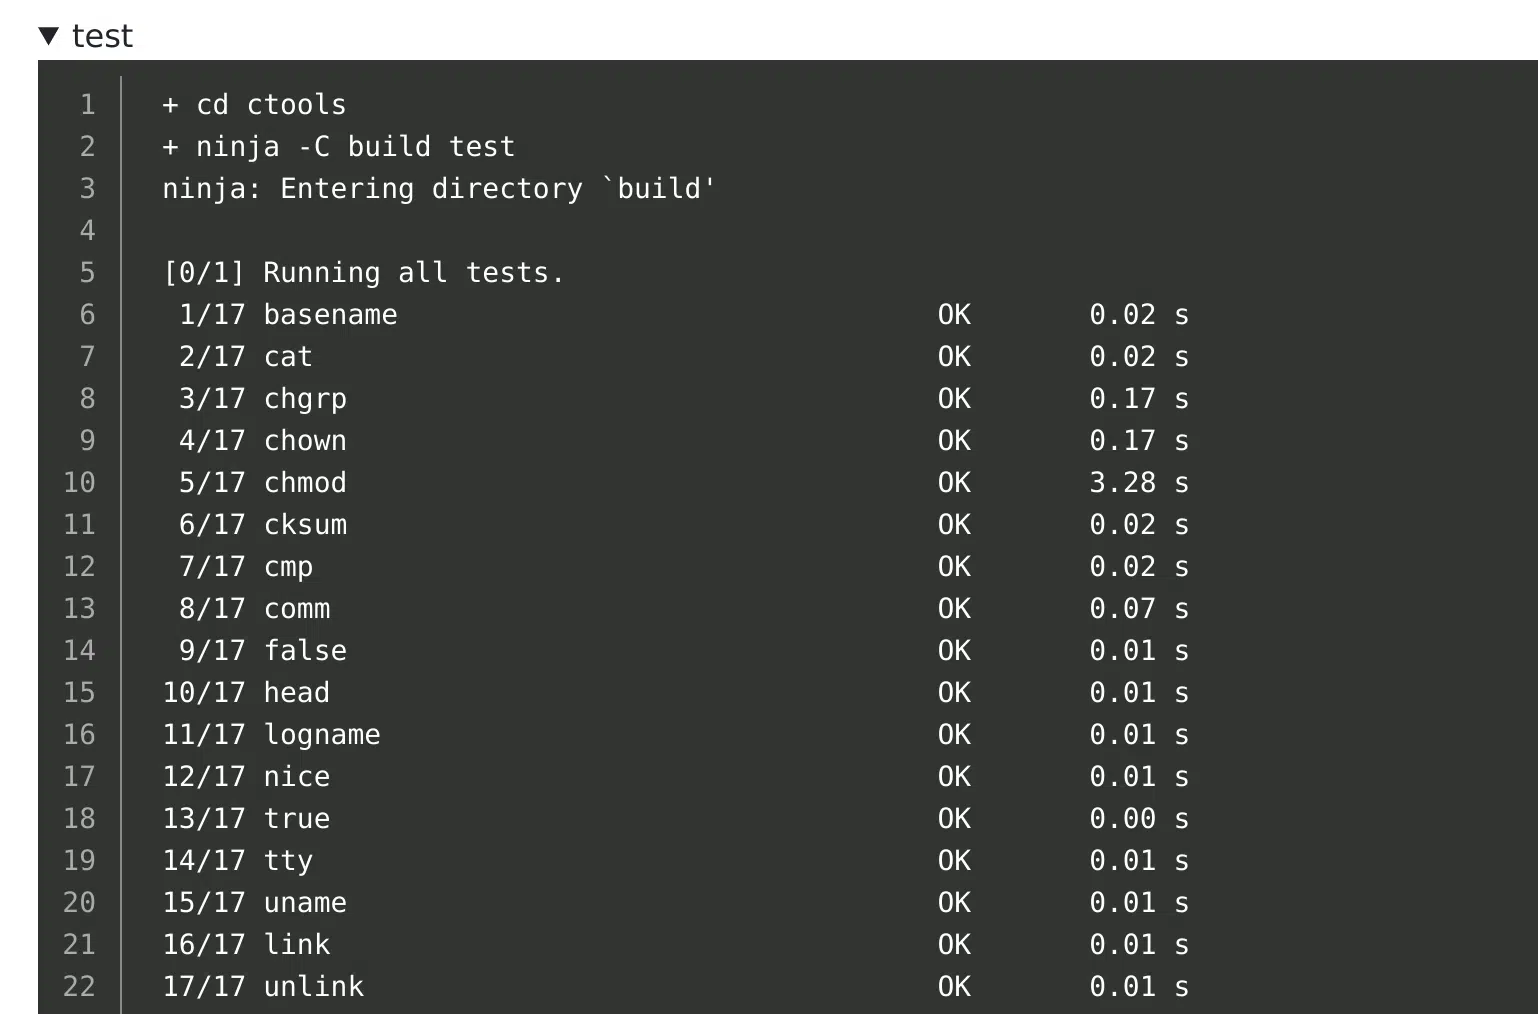 ▼ test
1 + cd ctools
2 + ninja -C build test
3 ninja: Entering directory `build'
4
5 [0/1] Running all tests.
6  1/17 basename OK 0.02 s
7  2/17 cat OK 0.02 s
8  3/17 chgrp OK 0.17 s
9  4/17 chown OK 0.17 s
10  5/17 chmod OK 3.28 s
11  6/17 cksum OK 0.02 s
12  7/17 cmp OK 0.02 s
13  8/17 comm OK 0.07 s
14  9/17 false OK 0.01 s
15 10/17 head OK 0.01 s
16 11/17 logname OK 0.01 s
17 12/17 nice OK 0.01 s
18 13/17 true OK 0.00 s
19 14/17 tty OK 0.01 s
20 15/17 uname OK 0.01 s
21 16/17 link OK 0.01 s
22 17/17 unlink OK 0.01 s